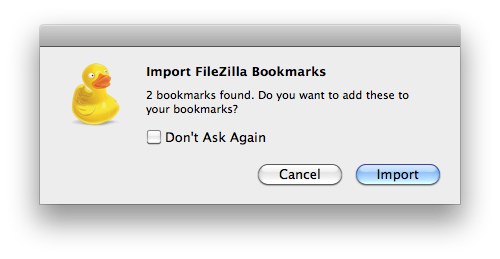 Import FileZilla Bookmarks
2 bookmarks found. Do you want to add these to
your bookmarks?
Don't Ask Again
Cancel
Import